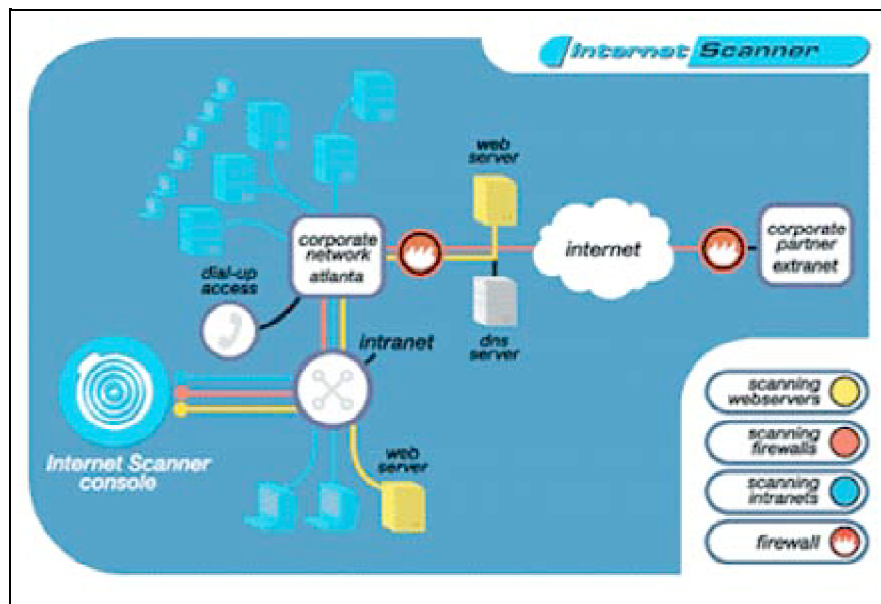 Internet Scanner
web
server
corporate
network
atlanta
internet
corporate
partner
extranet
dial-up
access
intranet
dns
server
Internet Scanner
console
web
server
scanning
webservers
scanning
firewalls
scanning
intranets
firewall